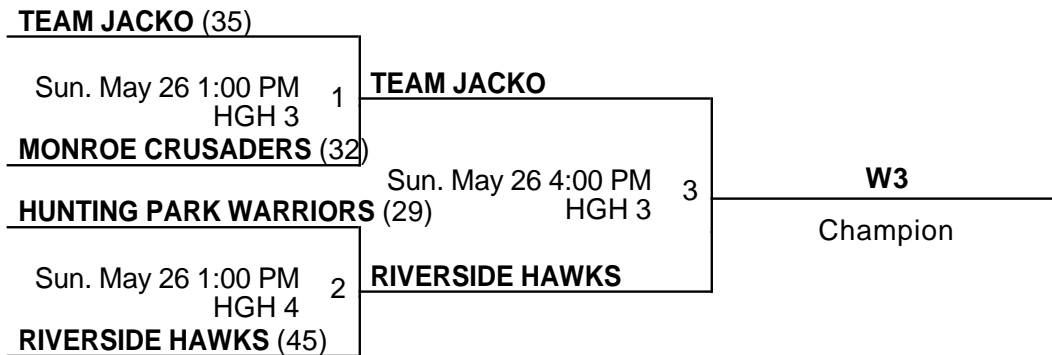 TEAM JACKO (35)
Sun. May 26 1:00 PM
1
HGH 3
TEAM JACKO
MONROE CRUSADERS (32)
Sun. May 26 4:00 PM
3
HGH 3
W3
Champion
HUNTING PARK WARRIORS (29)
Sun. May 26 1:00 PM
2
HGH 4
RIVERSIDE HAWKS
RIVERSIDE HAWKS (45)